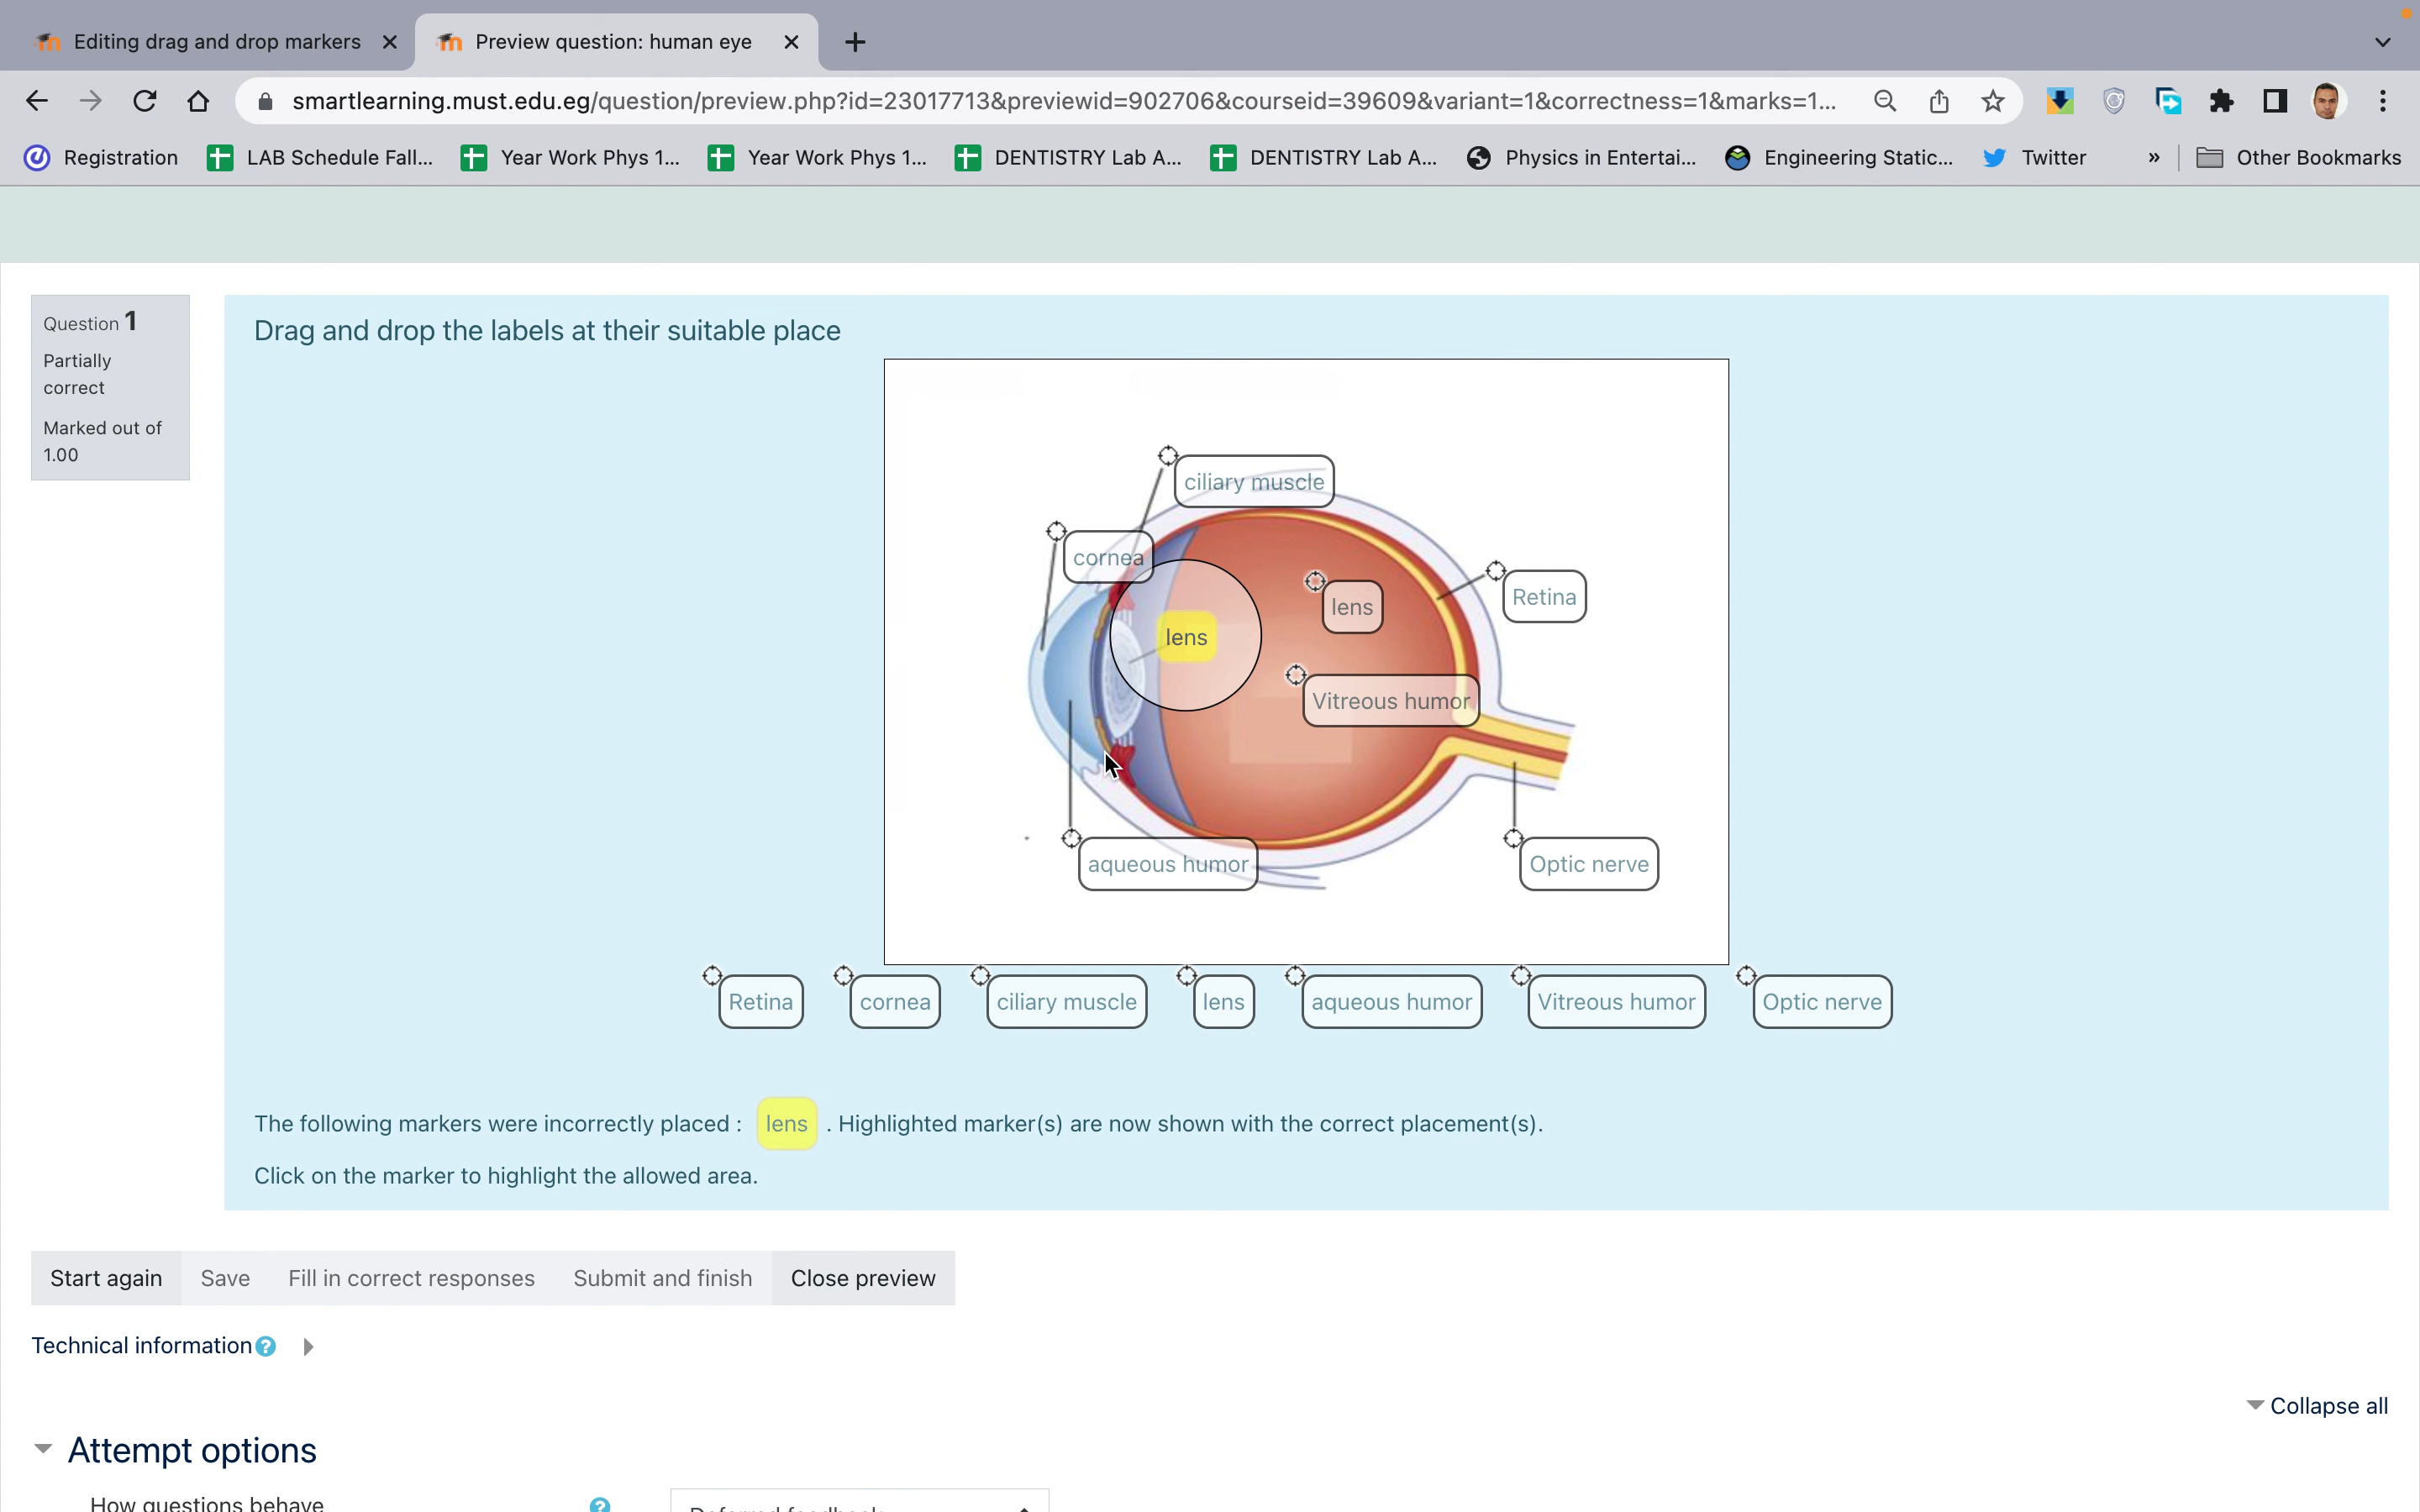 Editing drag and drop markers
Preview question: human eye
smartlearning.must.edu.eg/question/preview.php?id=23017713&previewid=902706&courseid=39609&variant=1&correctness=1&marks=1...
Registration LAB Schedule Fall... Year Work Phys 1... Year Work Phys 1... DENTISTRY Lab A... DENTISTRY Lab A... Physics in Entertai... Engineering Static... Twitter » Other Bookmarks
Question 1
Partially
correct
Marked out of
1.00
Drag and drop the labels at their suitable place
ciliary muscle
cornea
lens
Retina
lens
Vitreous humor
aqueous humor
Optic nerve
Retina cornea ciliary muscle lens aqueous humor Vitreous humor Optic nerve
The following markers were incorrectly placed : lens . Highlighted marker(s) are now shown with the correct placement(s).
Click on the marker to highlight the allowed area.
Start again Save Fill in correct responses Submit and finish Close preview
Technical information
Collapse all
Attempt options
How questions behave
Deferred feedback